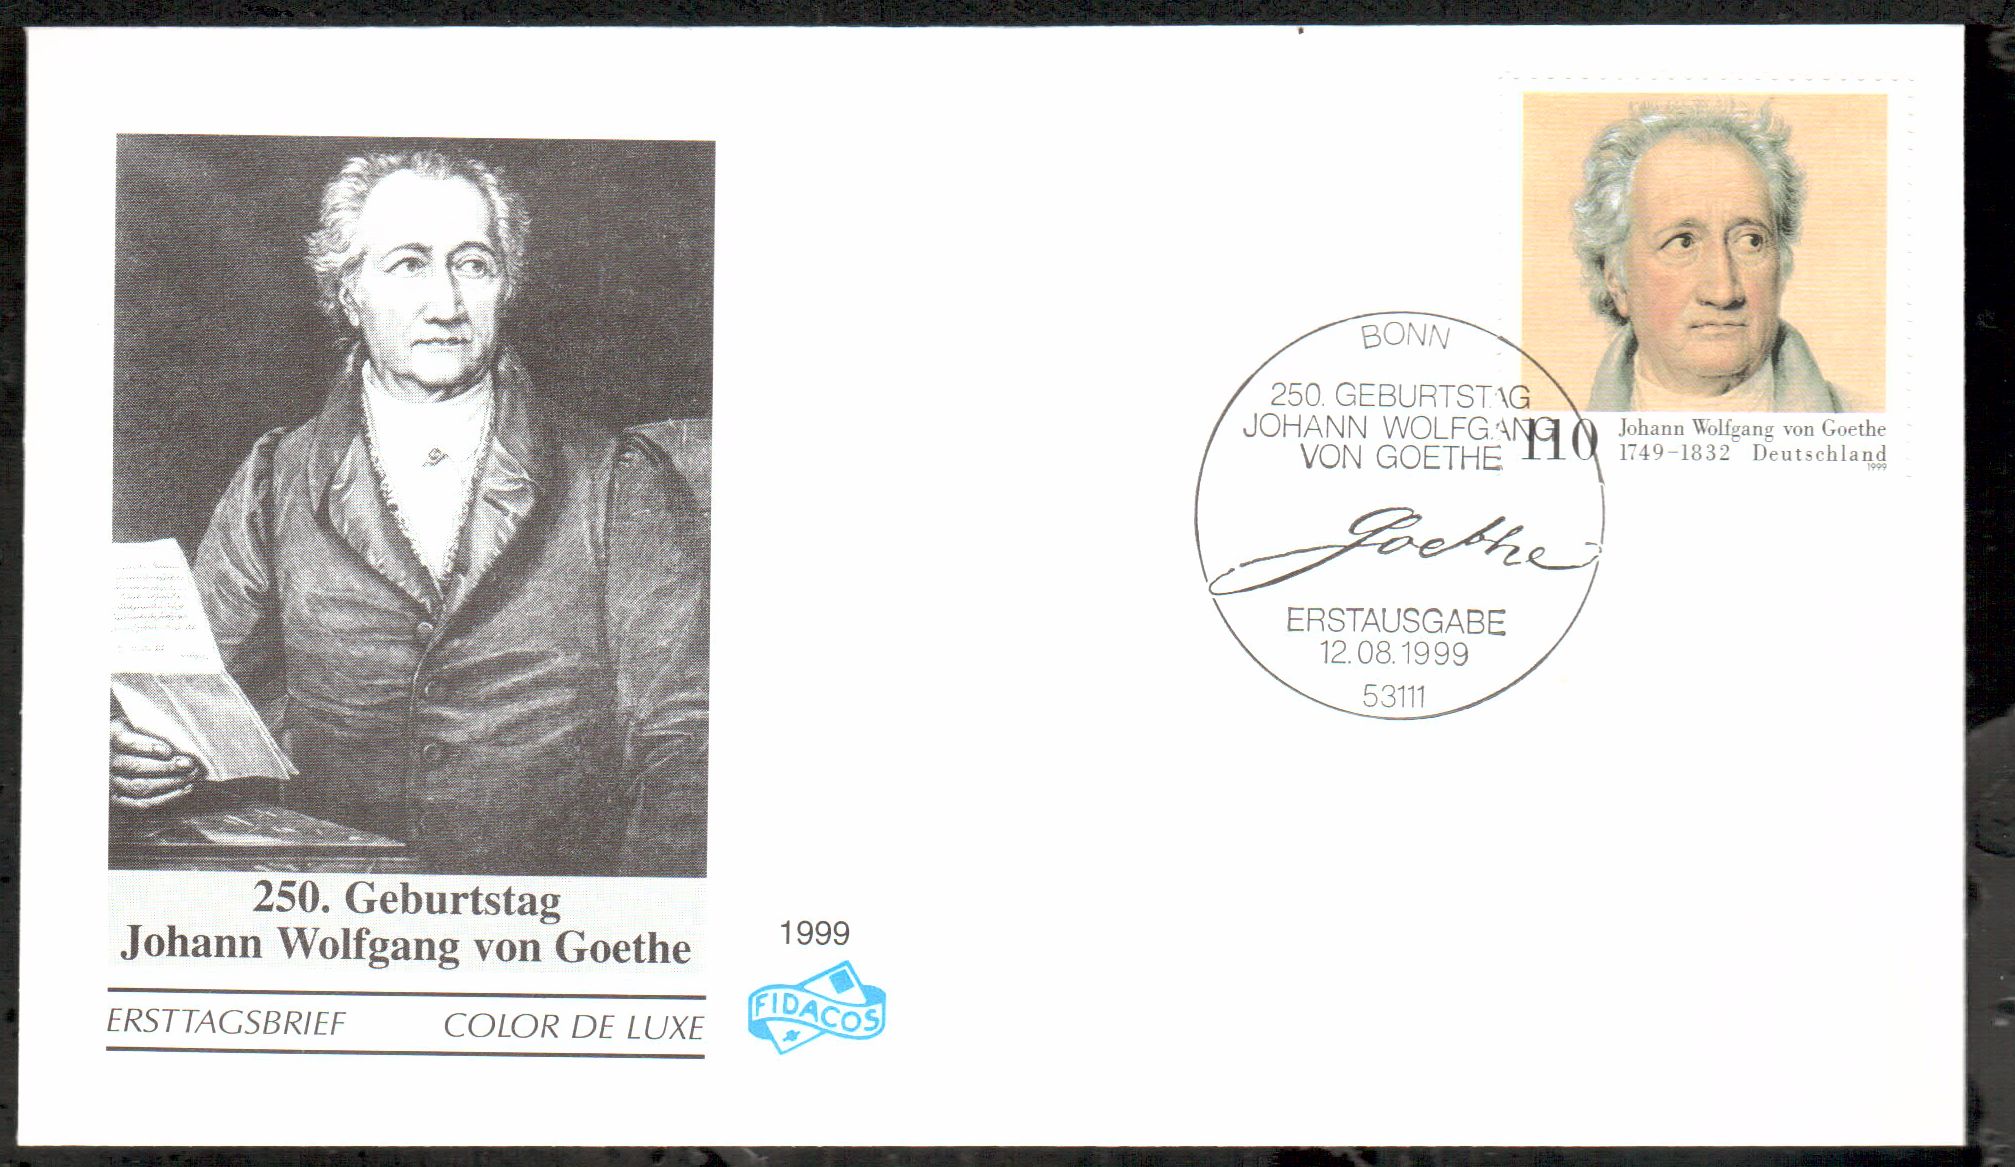 250. Geburtstag
Johann Wolfgang von Goethe
ERSTTAGSBRIEF COLOR DE LUXE
1999
FIDACOS
BONN
250. GEBURTSTAG
JOHANN WOLFGANG
VON GOETHE
Goethe
ERSTAUSGABE
12.08.1999
53111
110
Johann Wolfgang von Goethe
1749–1832 Deutschland
1999